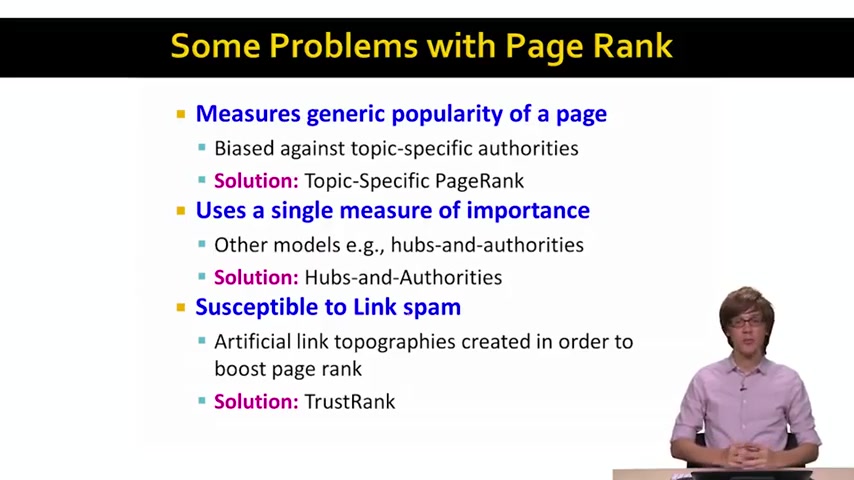 Some Problems with Page Rank
Measures generic popularity of a page
Biased against topic-specific authorities
Solution: Topic-Specific PageRank
Uses a single measure of importance
Other models e.g., hubs-and-authorities
Solution: Hubs-and-Authorities
Susceptible to Link spam
Artificial link topographies created in order to
boost page rank
Solution: TrustRank